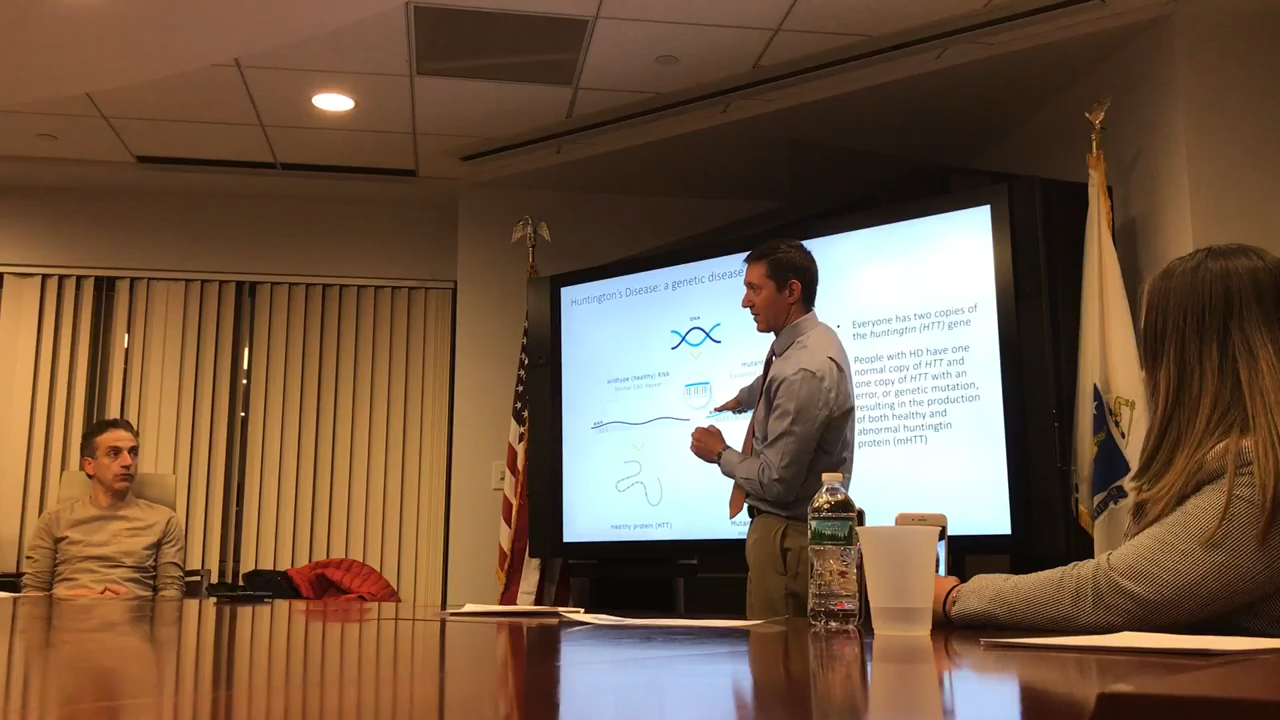 Huntington's Disease: a genetic disease
DNA
wildtype (healthy) RNA
Normal CAG Repeat
Healthy protein (HTT)
• Everyone has two copies of
the huntingtin (HTT) gene
People with HD have one
normal copy of HTT and
one copy of HTT with an
error, or genetic mutation,
resulting in the production
of both healthy and
abnormal huntingtin
protein (mHTT)